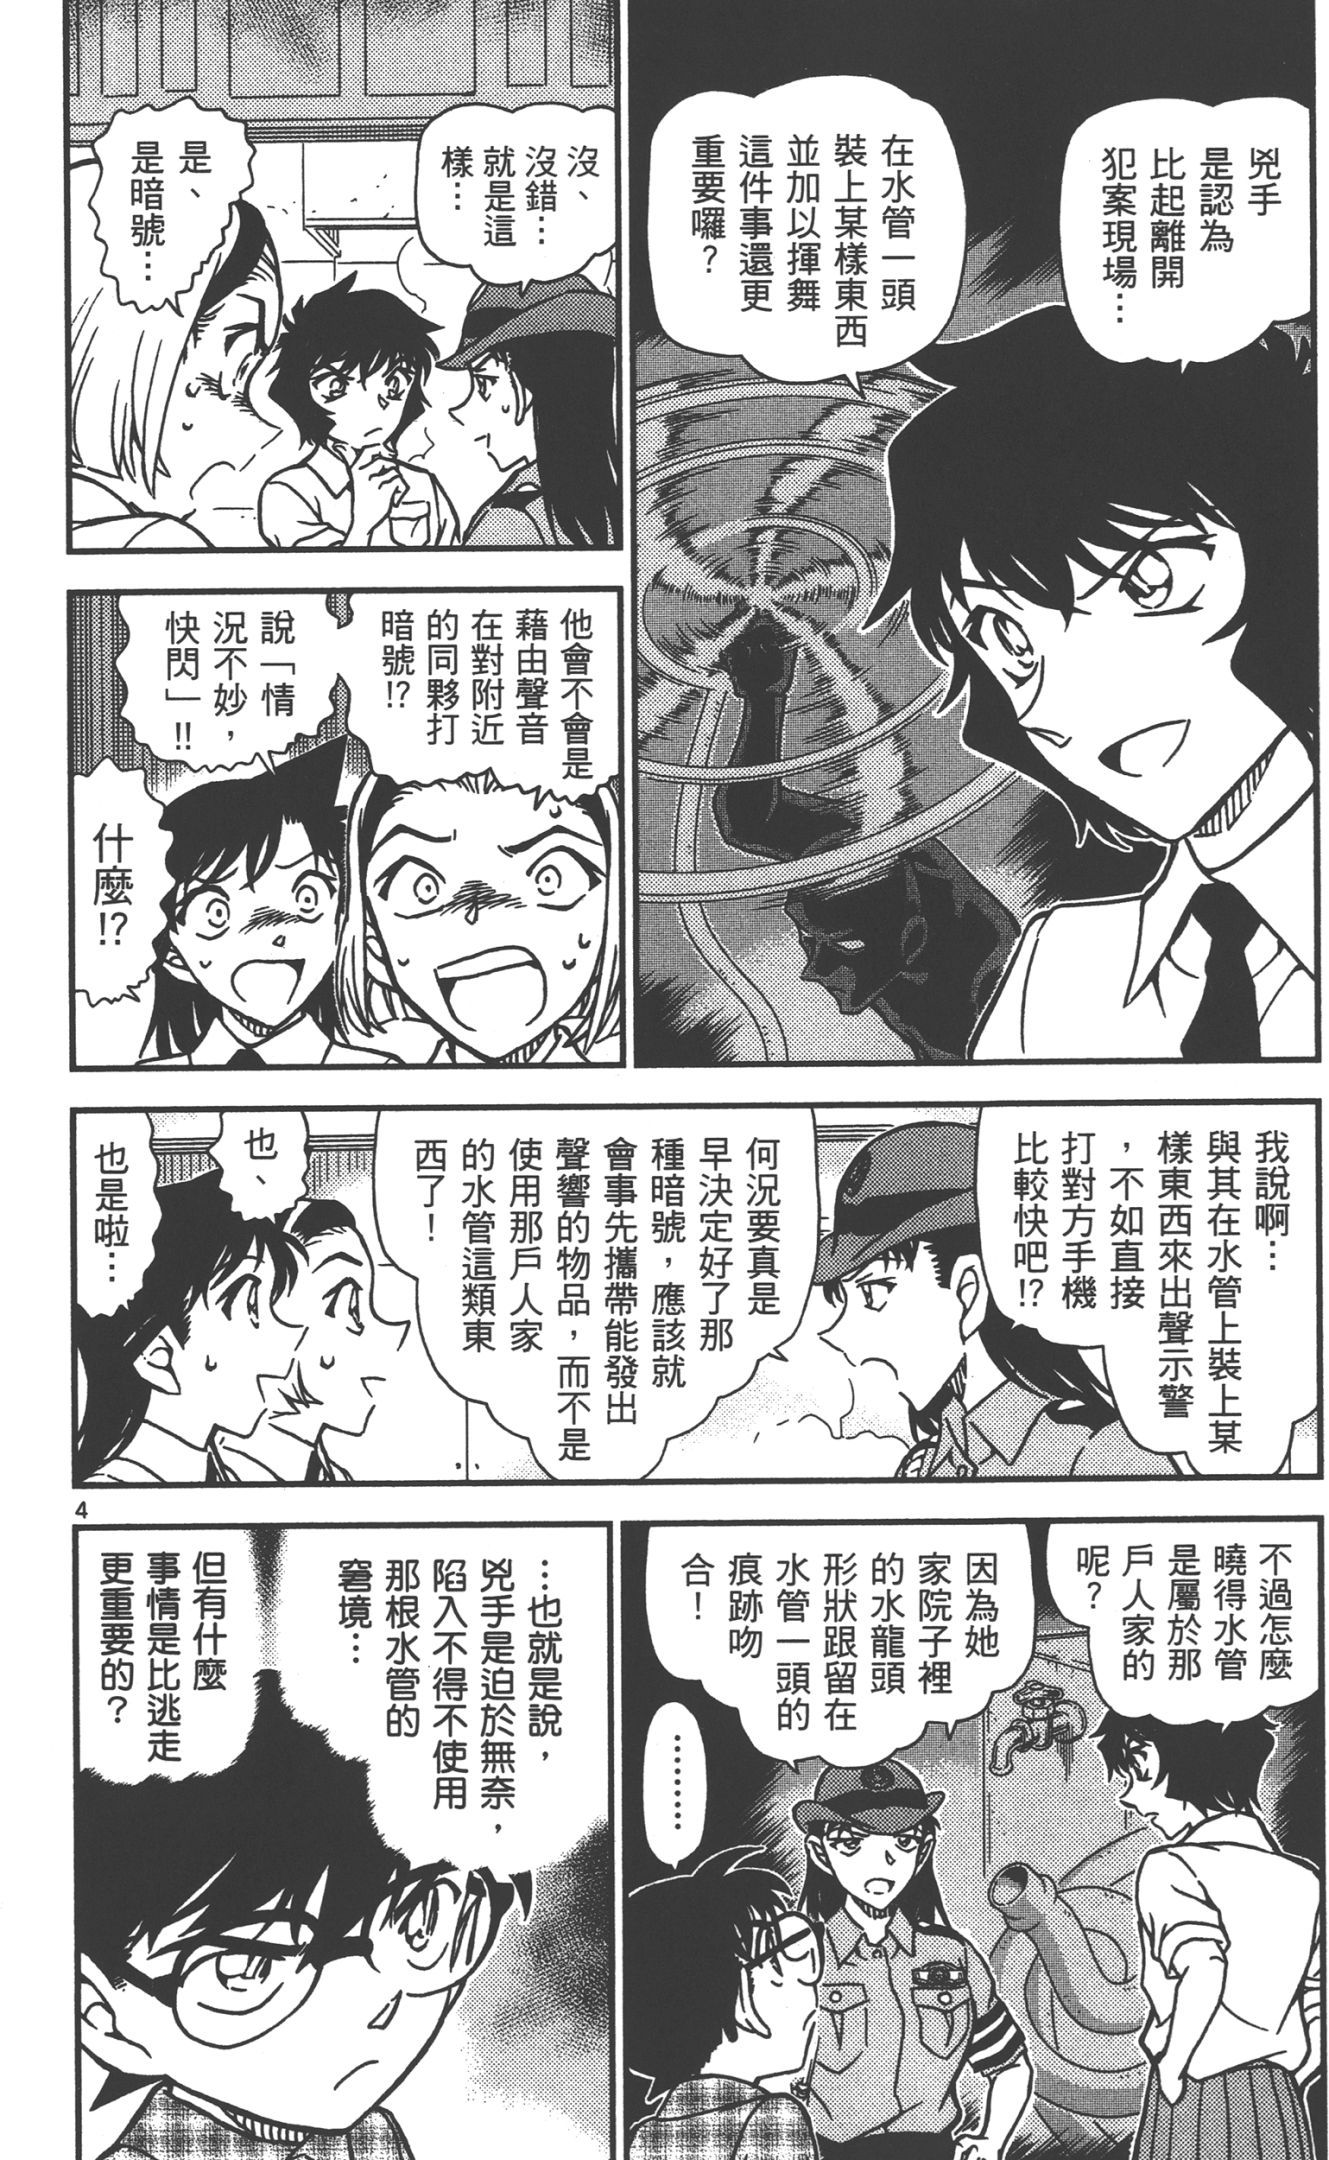 兇手
是認為
比起離開
犯案現場…
在水管一頭
裝上某樣東西
並加以揮舞
這件事還更
重要囉？
沒、
沒錯…
就是這
樣…
是、
是暗號…
他會不會是
藉由聲音
在對附近
的同夥打
暗號!?
說「情
況不妙，
快閃」!!
什麼!?
我說啊…
與其在水管上裝上某
樣東西來出聲示警
，不如直接
打對方手機
比較快吧!?
何況要真是
早決定好了那
種暗號，應該就
會事先攜帶能發出
聲響的物品，而不是
使用那戶人家
的水管這類東
西了！
也、
也是啦…
4
不過怎麼
曉得水管
是屬於那
戶人家的
呢？
因為她
家院子裡
的水龍頭
形狀跟留在
水管一頭的
痕跡吻
合！
………
…也就是說，
兇手是迫於無奈，
陷入不得不使用
那根水管的
窘境…
但有什麼
事情是比逃走
更重要的？